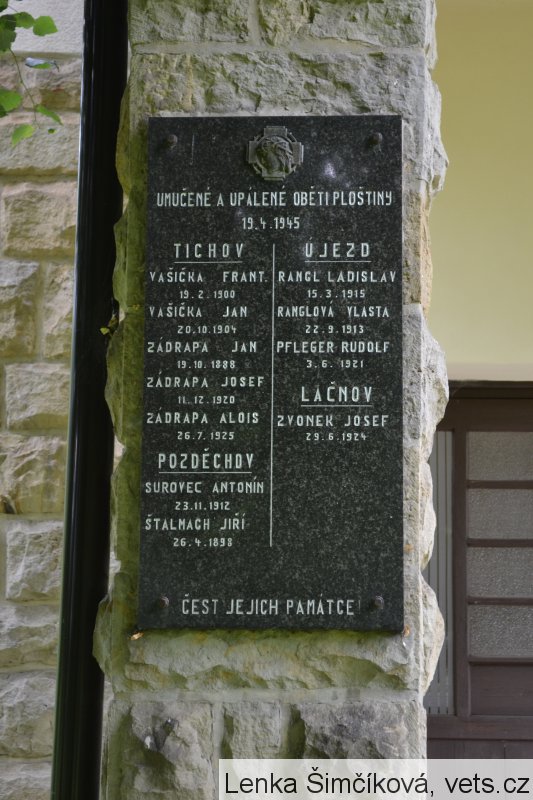 UMUČENÉ A UPÁLENÉ OBĚTI PLOŠTINY
19.4.1945
TICHOV
VAŠIČKA FRANT.
19.2.1900
VAŠIČKA JAN
20.10.1904
ZÁDRAPA JAN
19.10.1888
ZÁDRAPA JOSEF
11.12.1920
ZÁDRAPA ALOIS
26.7.1925
POZDĚCHOV
SUROVEC ANTONÍN
23.11.1912
ŠTALMACH JIŘÍ
26.4.1898
ÚJEZD
RANGL LADISLAV
15.3.1915
RANGLOVÁ VLASTA
22.9.1913
PFLEGER RUDOLF
3.6.1921
LAČNOV
ZVONEK JOSEF
29.6.1924
ČEST JEJICH PAMÁTCE!
Lenka Šimčíková, vets.cz